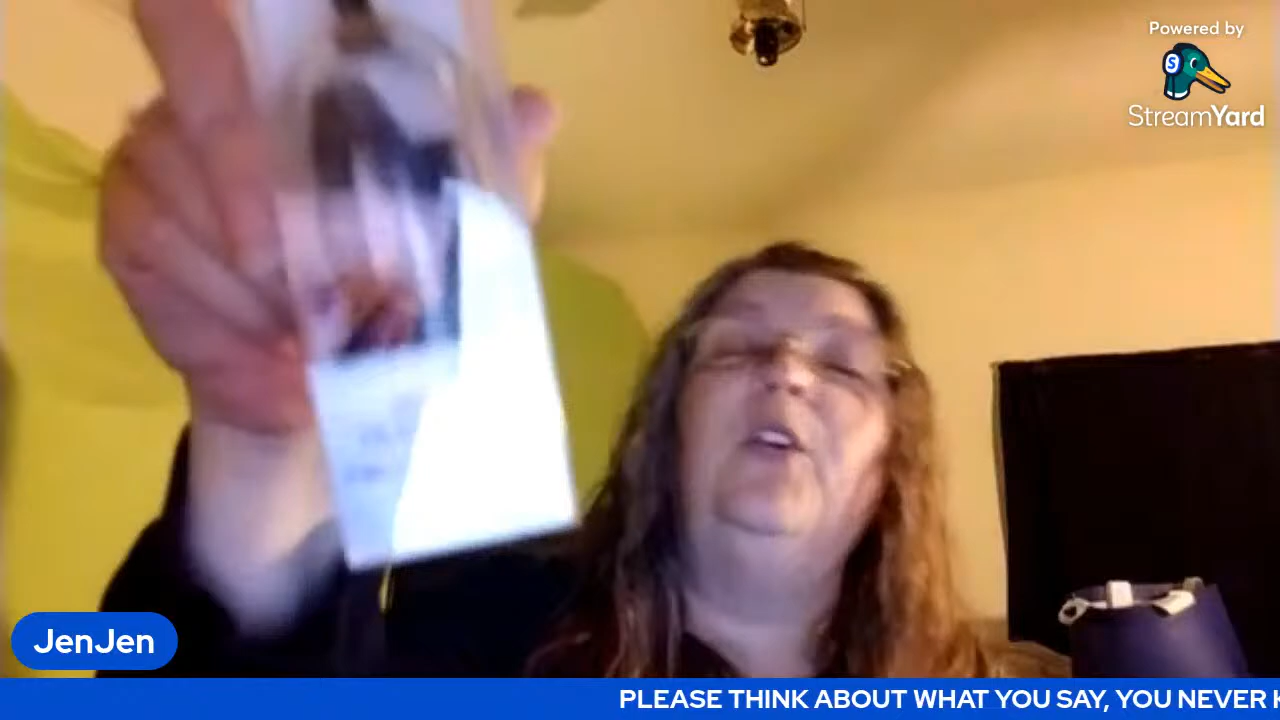 Powered by
S
StreamYard
JenJen
PLEASE THINK ABOUT WHAT YOU SAY, YOU NEVER